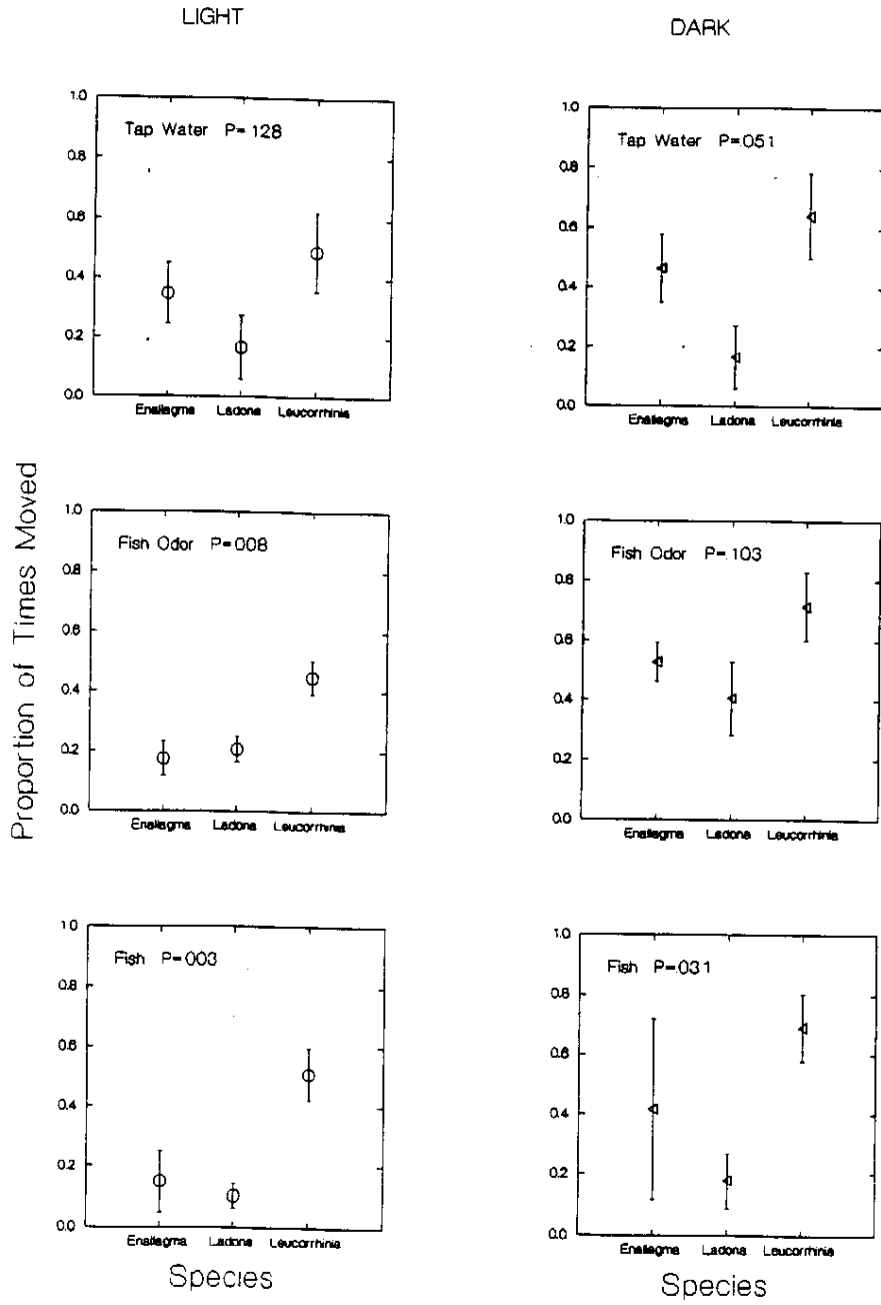 LIGHT
DARK
Proportion of Times Moved
1.0
Tap Water P=.128
0.8
0.6
0.4
0.2
0.0
Enallagma Ladona Leucorrhinia
1.0
Tap Water P=.051
0.8
0.6
0.4
0.2
0.0
Enallagma Ladona Leucorrhinia
1.0
Fish Odor P=.008
0.8
0.6
0.4
0.2
0.0
Enallagma Ladona Leucorrhinia
1.0
Fish Odor P=.103
0.8
0.6
0.4
0.2
0.0
Enallagma Ladona Leucorrhinia
1.0
Fish P=.003
0.8
0.6
0.4
0.2
0.0
Enallagma Ladona Leucorrhinia
Species
1.0
Fish P=.031
0.8
0.6
0.4
0.2
0.0
Enallagma Ladona Leucorrhinia
Species